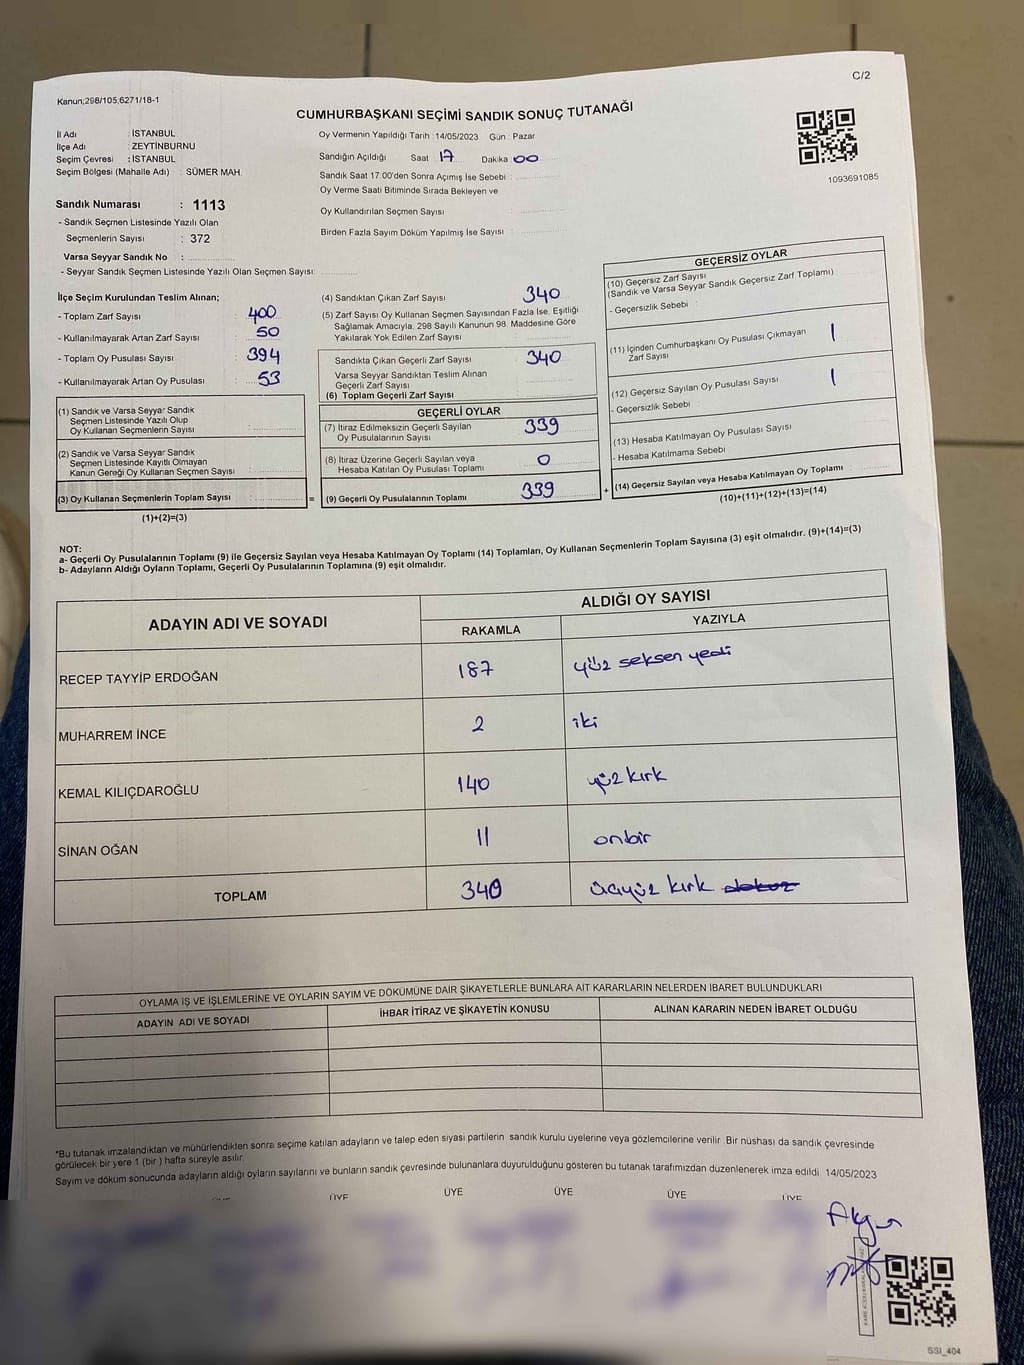 C/2
Kanun;298/105;6271/18-1
CUMHURBAŞKANI SEÇİMİ SANDIK SONUÇ TUTANAĞI
İl Adı : İSTANBUL
İlçe Adı : ZEYTİNBURNU
Seçim Çevresi : İSTANBUL
Seçim Bölgesi (Mahalle Adı) : SÜMER MAH.
Sandık Numarası : 1113
- Sandık Seçmen Listesinde Yazılı Olan
Seçmenlerin Sayısı : 372
Varsa Seyyar Sandık No :
- Seyyar Sandık Seçmen Listesinde Yazılı Olan Seçmen Sayısı:
Oy Vermenin Yapıldığı Tarih :14/05/2023 Gün : Pazar
Sandığın Açıldığı Saat 17 Dakika 00
Sandık Saat 17:00'den Sonra Açımış İse Sebebi :
Oy Verme Saati Bitiminde Sırada Bekleyen ve
Oy Kullandırılan Seçmen Sayısı :
Birden Fazla Sayım Döküm Yapılmış İse Sayısı :
1093691085
İlçe Seçim Kurulundan Teslim Alınan;
- Toplam Zarf Sayısı : 400
- Kullanılmayarak Artan Zarf Sayısı : 50
- Toplam Oy Pusulası Sayısı : 394
- Kullanılmayarak Artan Oy Pusulası : 53
(1) Sandık ve Varsa Seyyar Sandık
Seçmen Listesinde Yazılı Olup
Oy Kullanan Seçmenlerin Sayısı :
(2) Sandık ve Varsa Seyyar Sandık
Seçmen Listesinde Kayıtlı Olmayan
Kanun Gereği Oy Kullanan Seçmen Sayısı :
(3) Oy Kullanan Seçmenlerin Toplam Sayısı :
(1)+(2)=(3)
(4) Sandıktan Çıkan Zarf Sayısı 340
(5) Zarf Sayısı Oy Kullanan Seçmen Sayısından Fazla İse, Eşitliği
Sağlamak Amacıyla, 298 Sayılı Kanunun 98. Maddesine Göre
Yakılarak Yok Edilen Zarf Sayısı
Sandıkta Çıkan Geçerli Zarf Sayısı 340
Varsa Seyyar Sandıktan Teslim Alınan
Geçerli Zarf Sayısı
(6) Toplam Geçerli Zarf Sayısı
GEÇERLİ OYLAR
(7) İtiraz Edilmeksizin Geçerli Sayılan
Oy Pusulalarının Sayısı 339
(8) İtiraz Üzerine Geçerli Sayılan veya
Hesaba Katılan Oy Pusulası Toplamı 0
= (9) Geçerli Oy Pusulalarının Toplamı 339 +
GEÇERSİZ OYLAR
(10) Geçersiz Zarf Sayısı
(Sandık ve Varsa Seyyar Sandık Geçersiz Zarf Toplamı) :
- Geçersizlik Sebebi :
(11) İçinden Cumhurbaşkanı Oy Pusulası Çıkmayan
Zarf Sayısı 1
(12) Geçersiz Sayılan Oy Pusulası Sayısı 1
- Geçersizlik Sebebi
(13) Hesaba Katılmayan Oy Pusulası Sayısı
- Hesaba Katılmama Sebebi
(14) Geçersiz Sayılan veya Hesaba Katılmayan Oy Toplamı :
(10)+(11)+(12)+(13)=(14)
NOT:
a- Geçerli Oy Pusulalarının Toplamı (9) ile Geçersiz Sayılan veya Hesaba Katılmayan Oy Toplamı (14) Toplamları, Oy Kullanan Seçmenlerin Toplam Sayısına (3) eşit olmalıdır. (9)+(14)=(3)
b- Adayların Aldığı Oyların Toplamı, Geçerli Oy Pusulalarının Toplamına (9) eşit olmalıdır.
ADAYIN ADI VE SOYADI ALDIĞI OY SAYISI
RAKAMLA YAZIYLA
RECEP TAYYİP ERDOĞAN 187 yüz seksen yedi
MUHARREM İNCE 2 iki
KEMAL KILIÇDAROĞLU 140 yüz kırk
SİNAN OĞAN 11 onbir
TOPLAM 340 üçyüz kırk dokuz
OYLAMA İŞ VE İŞLEMLERİNE VE OYLARIN SAYIM VE DÖKÜMÜNE DAİR ŞİKAYETLERLE BUNLARA AİT KARARLARIN NELERDEN İBARET BULUNDUKLARI
ADAYIN ADI VE SOYADI İHBAR İTİRAZ VE ŞİKAYETİN KONUSU ALINAN KARARIN NEDEN İBARET OLDUĞU
*Bu tutanak imzalandıktan ve mühürlendikten sonra seçime katılan adayların ve talep eden siyasi partilerin sandık kurulu üyelerine veya gözlemcilerine verilir. Bir nüshası da sandık çevresinde
görülecek bir yere 1 (bir) hafta süreyle asılır.
Sayım ve döküm sonucunda adayların aldığı oyların sayılarını ve bunların sandık çevresinde bulunanlara duyurulduğunu gösteren bu tutanak tarafımızdan düzenlenerek imza edildi. 14/05/2023
ÜYE ÜYE ÜYE ÜYE ÜYE
SSI_404